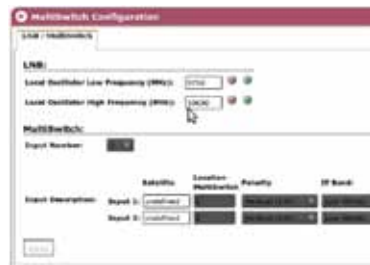 MultiSwitch Configuration
LNB / Multiswitch
LNB:
Local Oscillator Low Frequency (MHz): 9750
Local Oscillator High Frequency (MHz): 10600
MultiSwitch:
Input Number:
Satellite Location Multiswitch Polarity IF Band:
Input Description: Input 1: undefined
Input 2: undefined